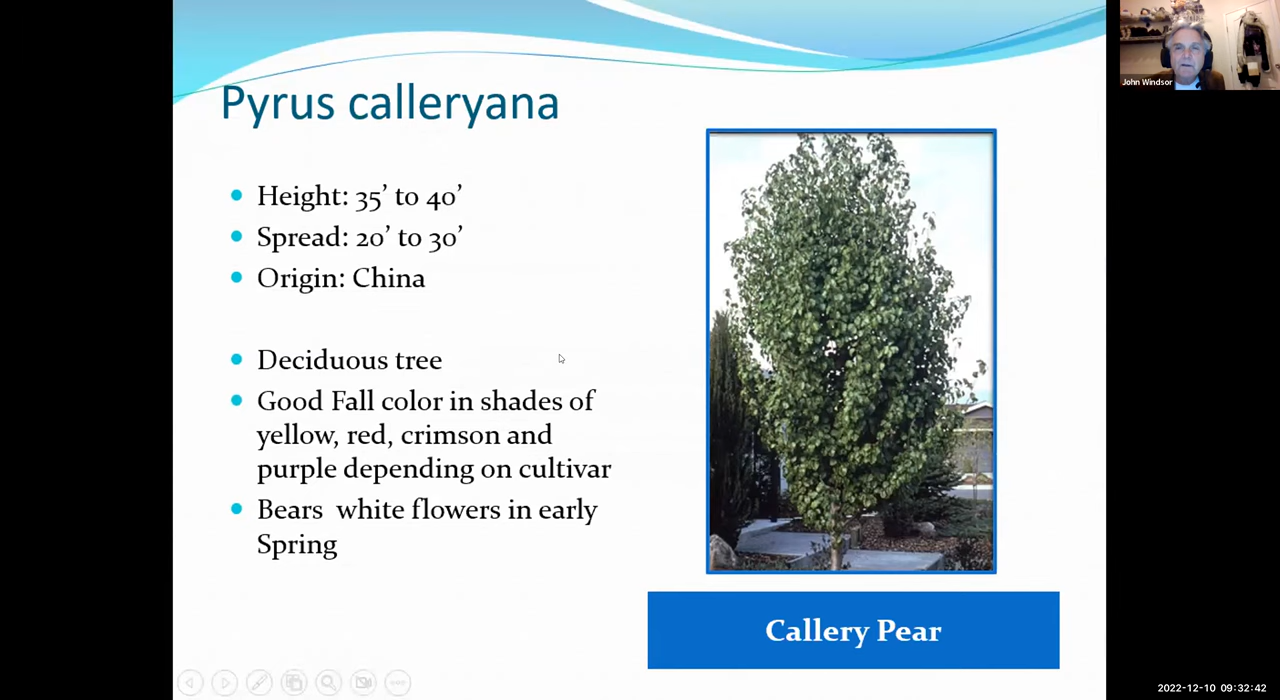 Pyrus calleryana
Height: 35’ to 40’
Spread: 20’ to 30’
Origin: China
Deciduous tree
Good Fall color in shades of
yellow, red, crimson and
purple depending on cultivar
Bears white flowers in early
Spring
Callery Pear
John Windsor
2022-12-10 09:32:42